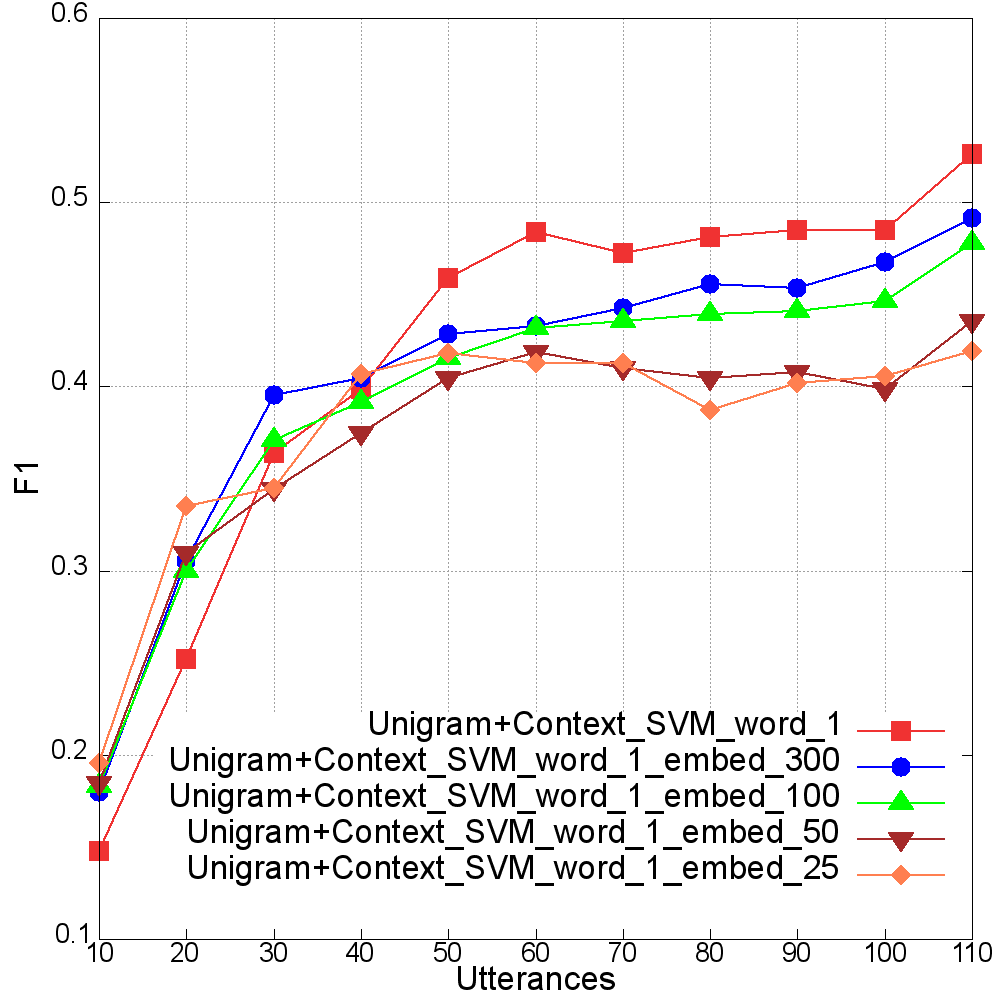 0.6
0.5
0.4
0.3
0.2
0.1
F1
Unigram+Context_SVM_word_1
Unigram+Context_SVM_word_1_embed_300
Unigram+Context_SVM_word_1_embed_100
Unigram+Context_SVM_word_1_embed_50
Unigram+Context_SVM_word_1_embed_25
10 20 30 40 50 60 70 80 90 100 110
Utterances